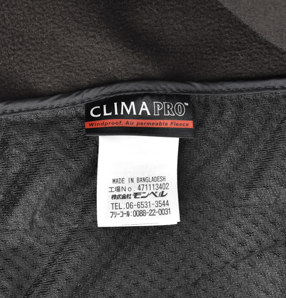 CLIMAPRO™
Windproof, Air permeable Fleece
MADE IN BANGLADESH
工場No. 471113402
株式会社モンベル
TEL.06-6531-3544
フリーコール:0088-22-0031